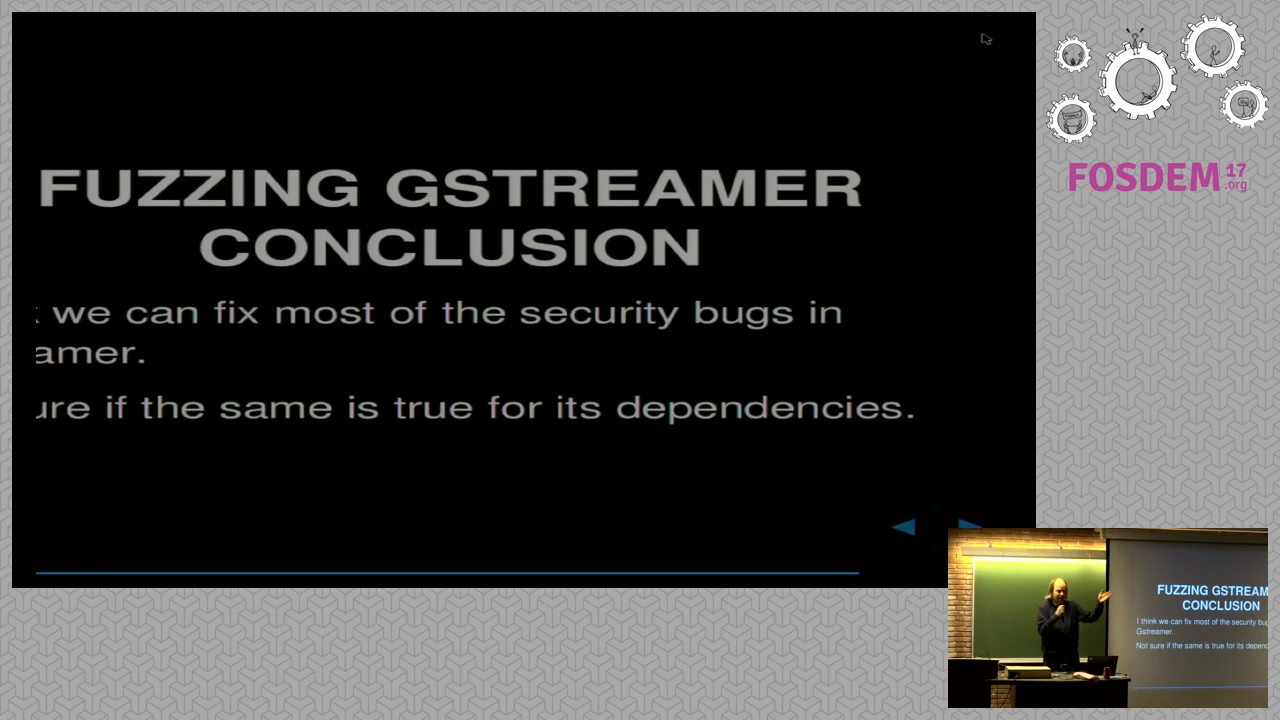 FUZZING GSTREAMER
CONCLUSION
we can fix most of the security bugs in
amer.
ure if the same is true for its dependencies.
FOSDEM 17
.org
FUZZING GSTREAM
CONCLUSION
I think we can fix most of the security bug
Gstreamer.
Not sure if the same is true for its depend